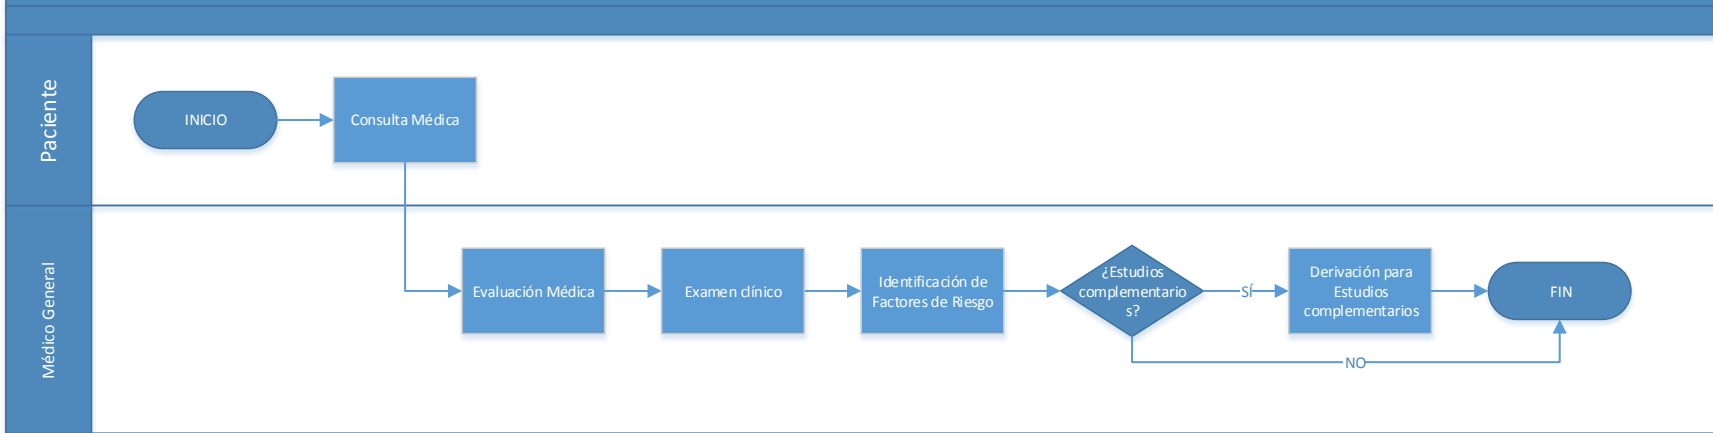 Paciente
INICIO
Consulta Médica
Médico General
Evaluación Médica
Examen clínico
Identificación de
Factores de Riesgo
¿Estudios
complementario
s?
SÍ
Derivación para
Estudios
complementarios
FIN
NO